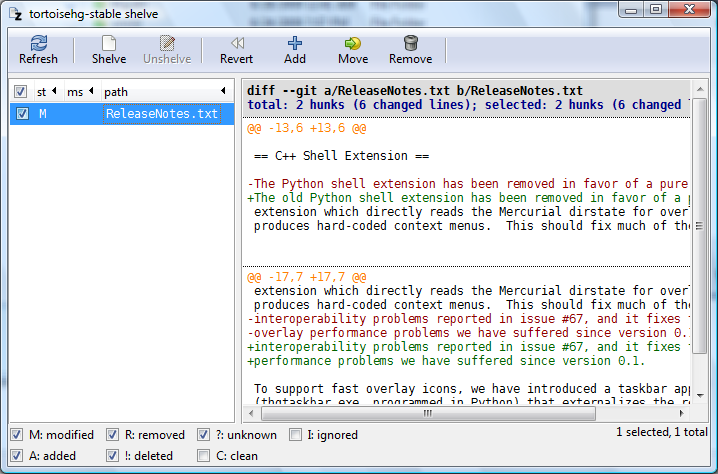 tortoisehg-stable shelve
Refresh Shelve Unshelve Revert Add Move Remove
st ms path
M ReleaseNotes.txt
diff --git a/ReleaseNotes.txt b/ReleaseNotes.txt
total: 2 hunks (6 changed lines); selected: 2 hunks (6 changed
@@ -13,6 +13,6 @@
== C++ Shell Extension ==
-The Python shell extension has been removed in favor of a pure
+The old Python shell extension has been removed in favor of a
extension which directly reads the Mercurial dirstate for over
produces hard-coded context menus. This should fix much of the
@@ -17,7 +17,7 @@
extension which directly reads the Mercurial dirstate for over
produces hard-coded context menus. This should fix much of the
-interoperability problems reported in issue #67, and it fixes
-overlay performance problems we have suffered since version 0.
+interoperability problems reported in issue #67, and it fixes
+performance problems we have suffered since version 0.1.
To support fast overlay icons, we have introduced a taskbar app
(thgtaskbar.exe, programmed in Python) that externalizes the
M: modified R: removed ?: unknown I: ignored
1 selected, 1 total
A: added !: deleted C: clean